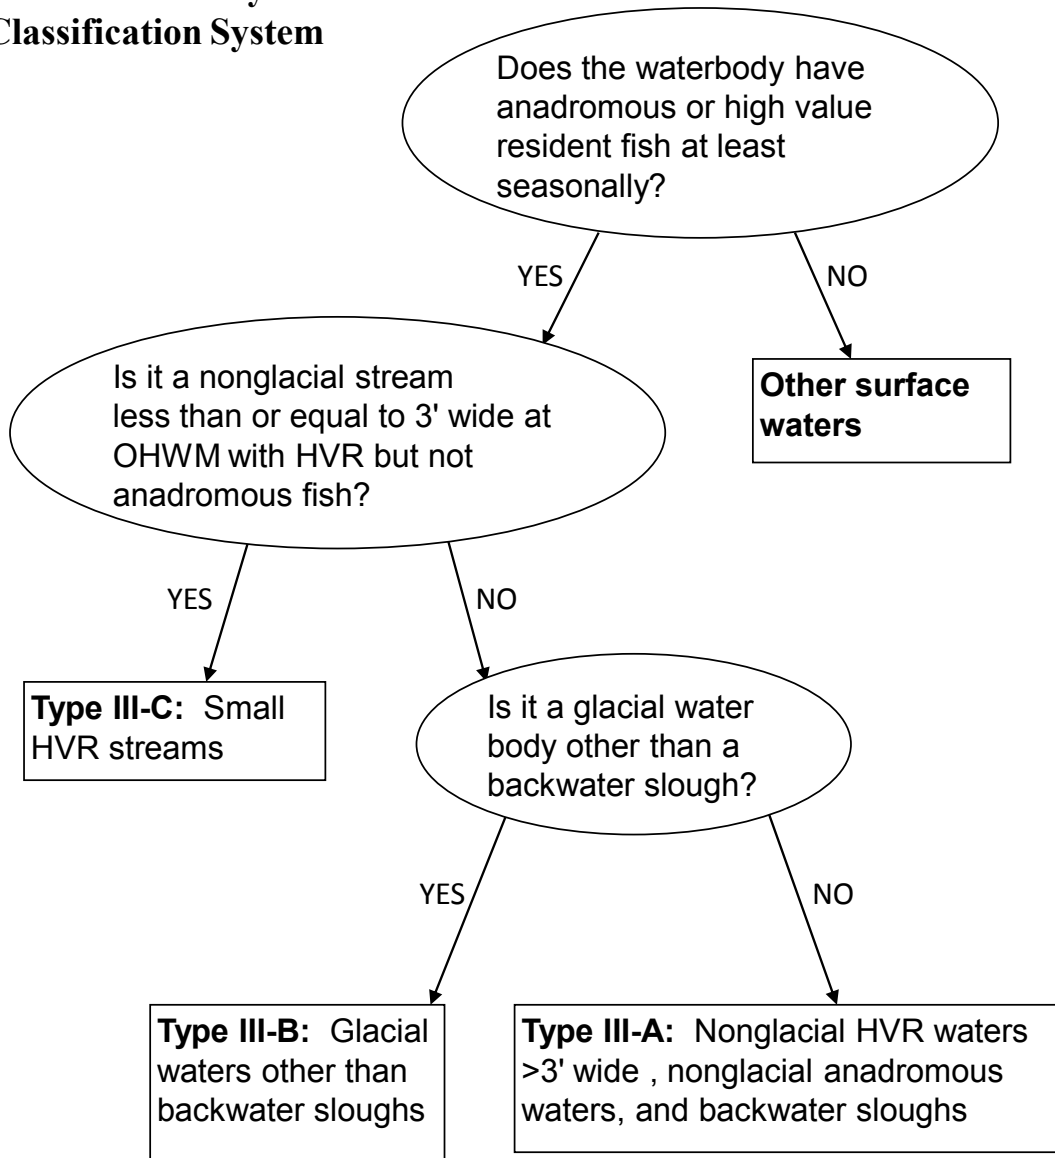 Classification System
Does the waterbody have
anadromous or high value
resident fish at least
seasonally?
YES
NO
Is it a nonglacial stream
less than or equal to 3' wide at
OHWM with HVR but not
anadromous fish?
Other surface
waters
YES
NO
Type III-C: Small
HVR streams
Is it a glacial water
body other than a
backwater slough?
YES
NO
Type III-B: Glacial
waters other than
backwater sloughs
Type III-A: Nonglacial HVR waters
>3' wide , nonglacial anadromous
waters, and backwater sloughs